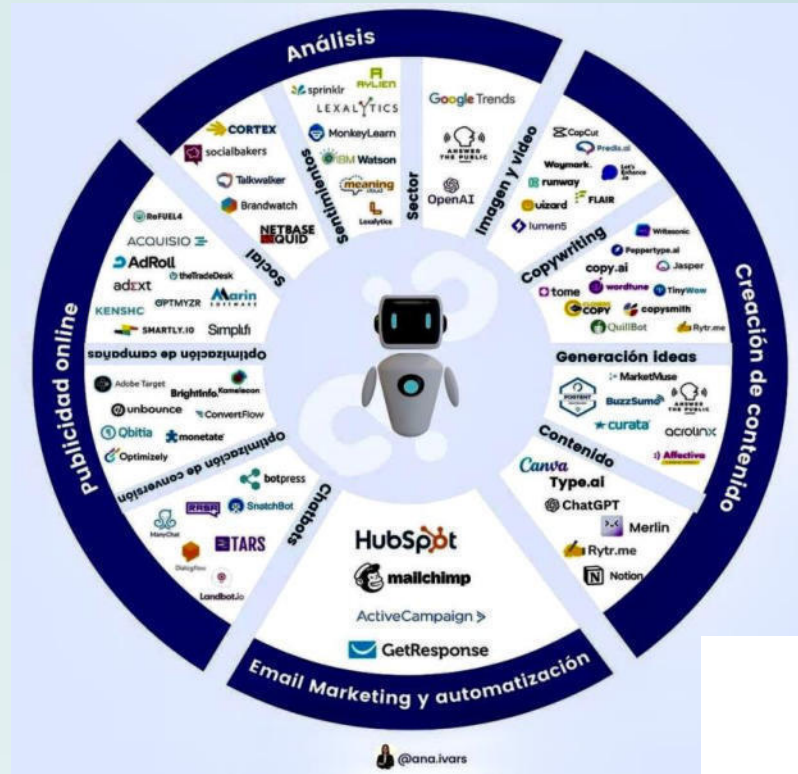 Análisis
sprinklr
AYLIEN
LEXALYTICS
MonkeyLearn
IBM Watson
meaning
cloud
Lexalytics
Sentimientos
Google Trends
ANSWER
THE PUBLIC
OpenAI
Sector
CORTEX
socialbakers
Talkwalker
Brandwatch
NETBASE
QUID
Social
Creación de contenido
CapCut
Predis.ai
Waymark.
Let's
Enhance
.io
runway
FLAIR
uizard
lumen5
Imagen y video
Writesonic
Peppertype.ai
copy.ai
Jasper
tome
wordtune
TinyWow
COPY
copysmith
QuillBot
Rytr.me
Copywriting
Generación ideas
MarketMuse
BuzzSumo
ANSWER
THE PUBLIC
curata
acrolinx
Affectiva
Contenido
Canva
Type.ai
ChatGPT
Merlin
Rytr.me
Notion
Email Marketing y automatización
HubSpot
mailchimp
ActiveCampaign >
GetResponse
Publicidad online
ReFUEL4
ACQUISIO
AdRoll
theTradeDesk
adext
OPTMYZR
Marin
SOFTWARE
KENSHC
SMARTLY.IO
Simplifi
Optimización de campañas
Adobe Target
BrightInfo.
Kameleoon
unbounce
ConvertFlow
Qbitia
monetate
Optimizely
Optimización de conversión
botpress
RASA
SnatchBot
ManyChat
TARS
Dialogflow
Landbot.io
Chatbots
@ana.ivars